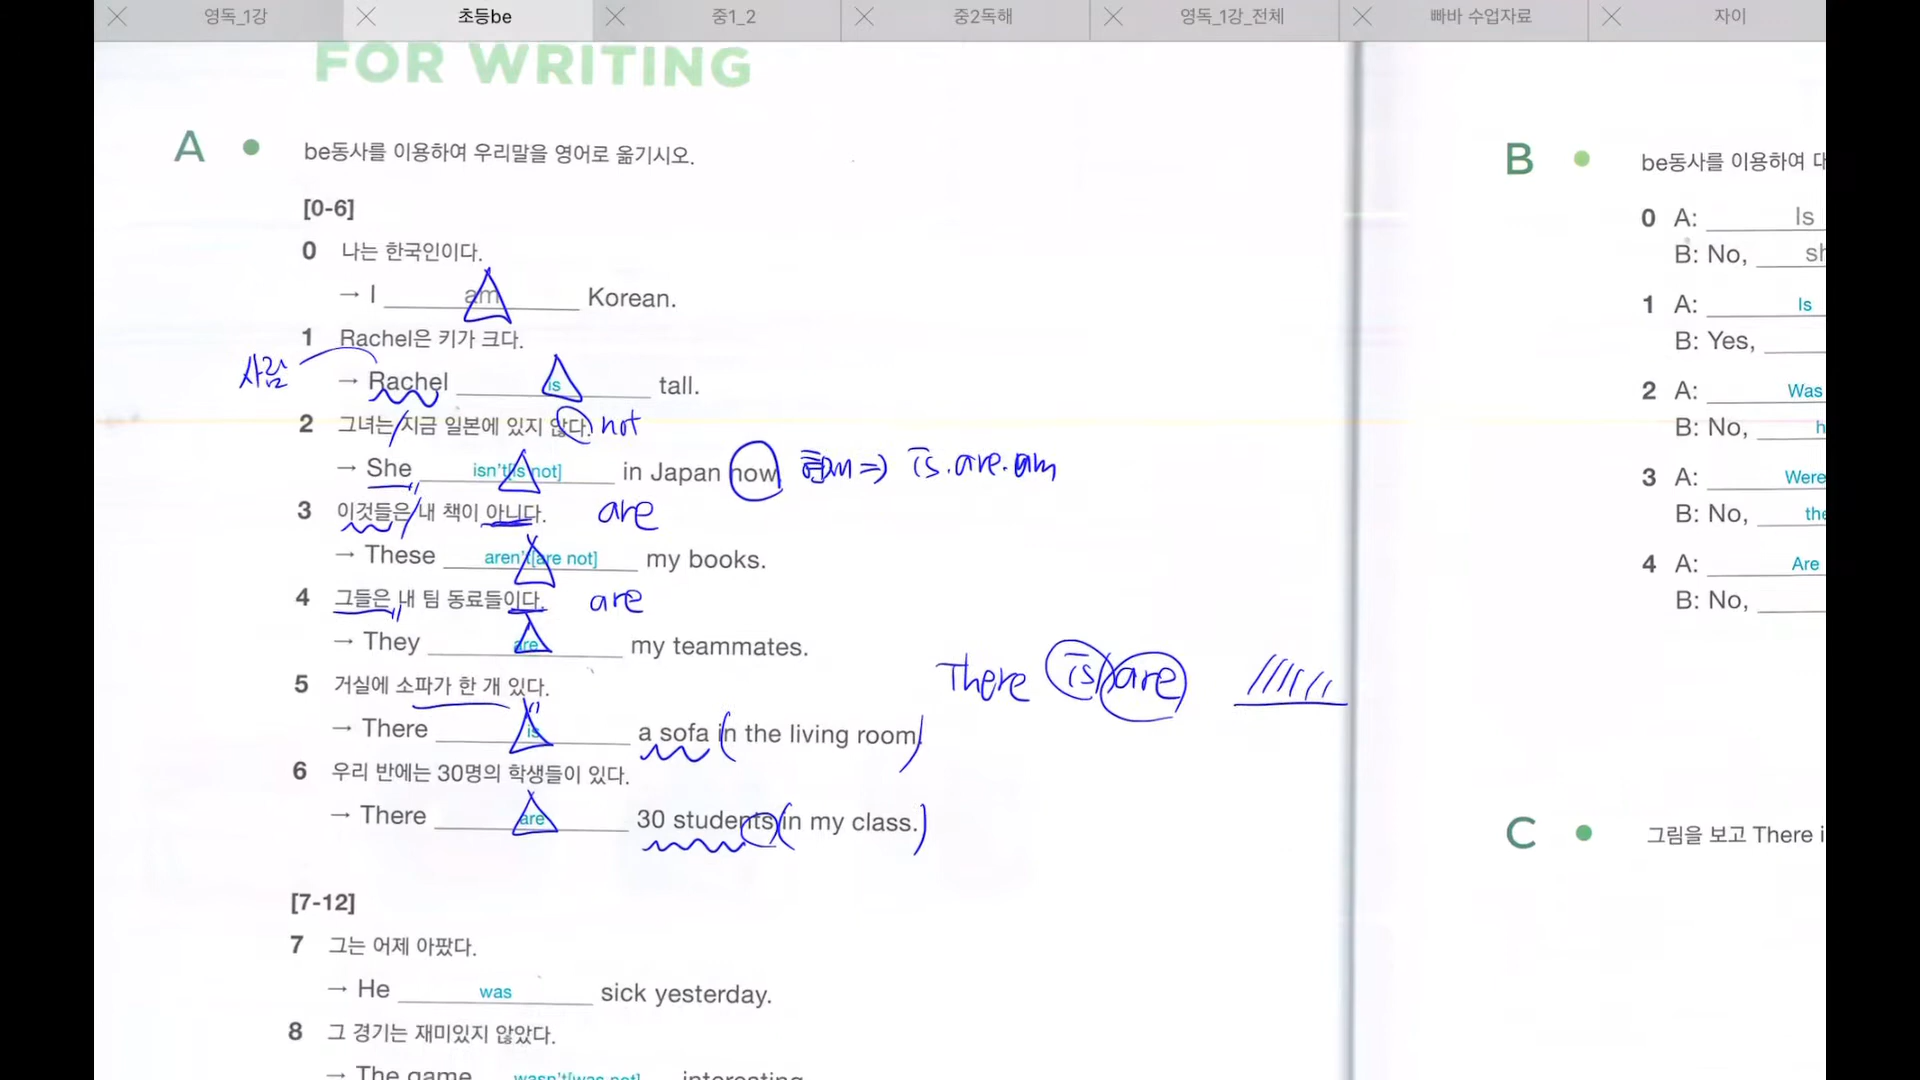 영독_1강 초등be 중1_2 중2독해 영독_1강_전체 빠바 수업자료 자이
FOR WRITING
A be동사를 이용하여 우리말을 영어로 옮기시오.
[0-6]
0 나는 한국인이다.
→ I am Korean.
1 Rachel은 키가 크다.
사람
→ Rachel is tall.
2 그녀는 지금 일본에 있지 않다. not
→ She isn't[is not] in Japan now ⇒ is. are. am
3 이것들은 내 책이 아니다. are
→ These aren't[are not] my books.
4 그들은 내 팀 동료들이다. are
→ They are my teammates.
There is/are
5 거실에 소파가 한 개 있다.
→ There is a sofa in the living room.
6 우리 반에는 30명의 학생들이 있다.
→ There are 30 students in my class.
[7-12]
7 그는 어제 아팠다.
→ He was sick yesterday.
8 그 경기는 재미있지 않았다.
→ The game wasn't[was not] interesting
B be동사를 이용하여 대
0 A: Is
B: No, sh
1 A: Is
B: Yes,
2 A: Was
B: No, h
3 A: Were
B: No, the
4 A: Are
B: No,
C 그림을 보고 There i